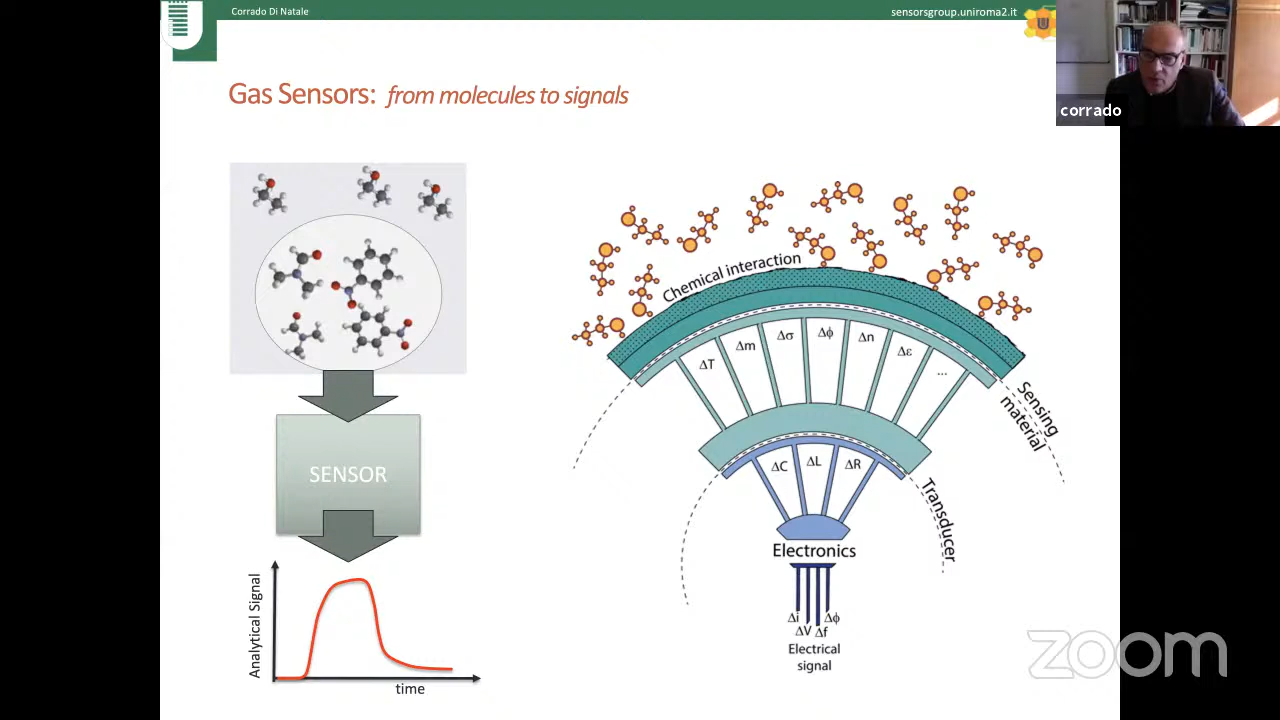 Corrado Di Natale
sensorsgroup.uniroma2.it
corrado
Gas Sensors: from molecules to signals
SENSOR
Analytical Signal
time
Chemical interaction
ΔT
Δm
Δσ
Δϕ
Δn
Δε
...
Sensing
material
ΔC
ΔL
ΔR
Transducer
Electronics
Δi
Δϕ
ΔV Δf
Electrical
signal
zoom